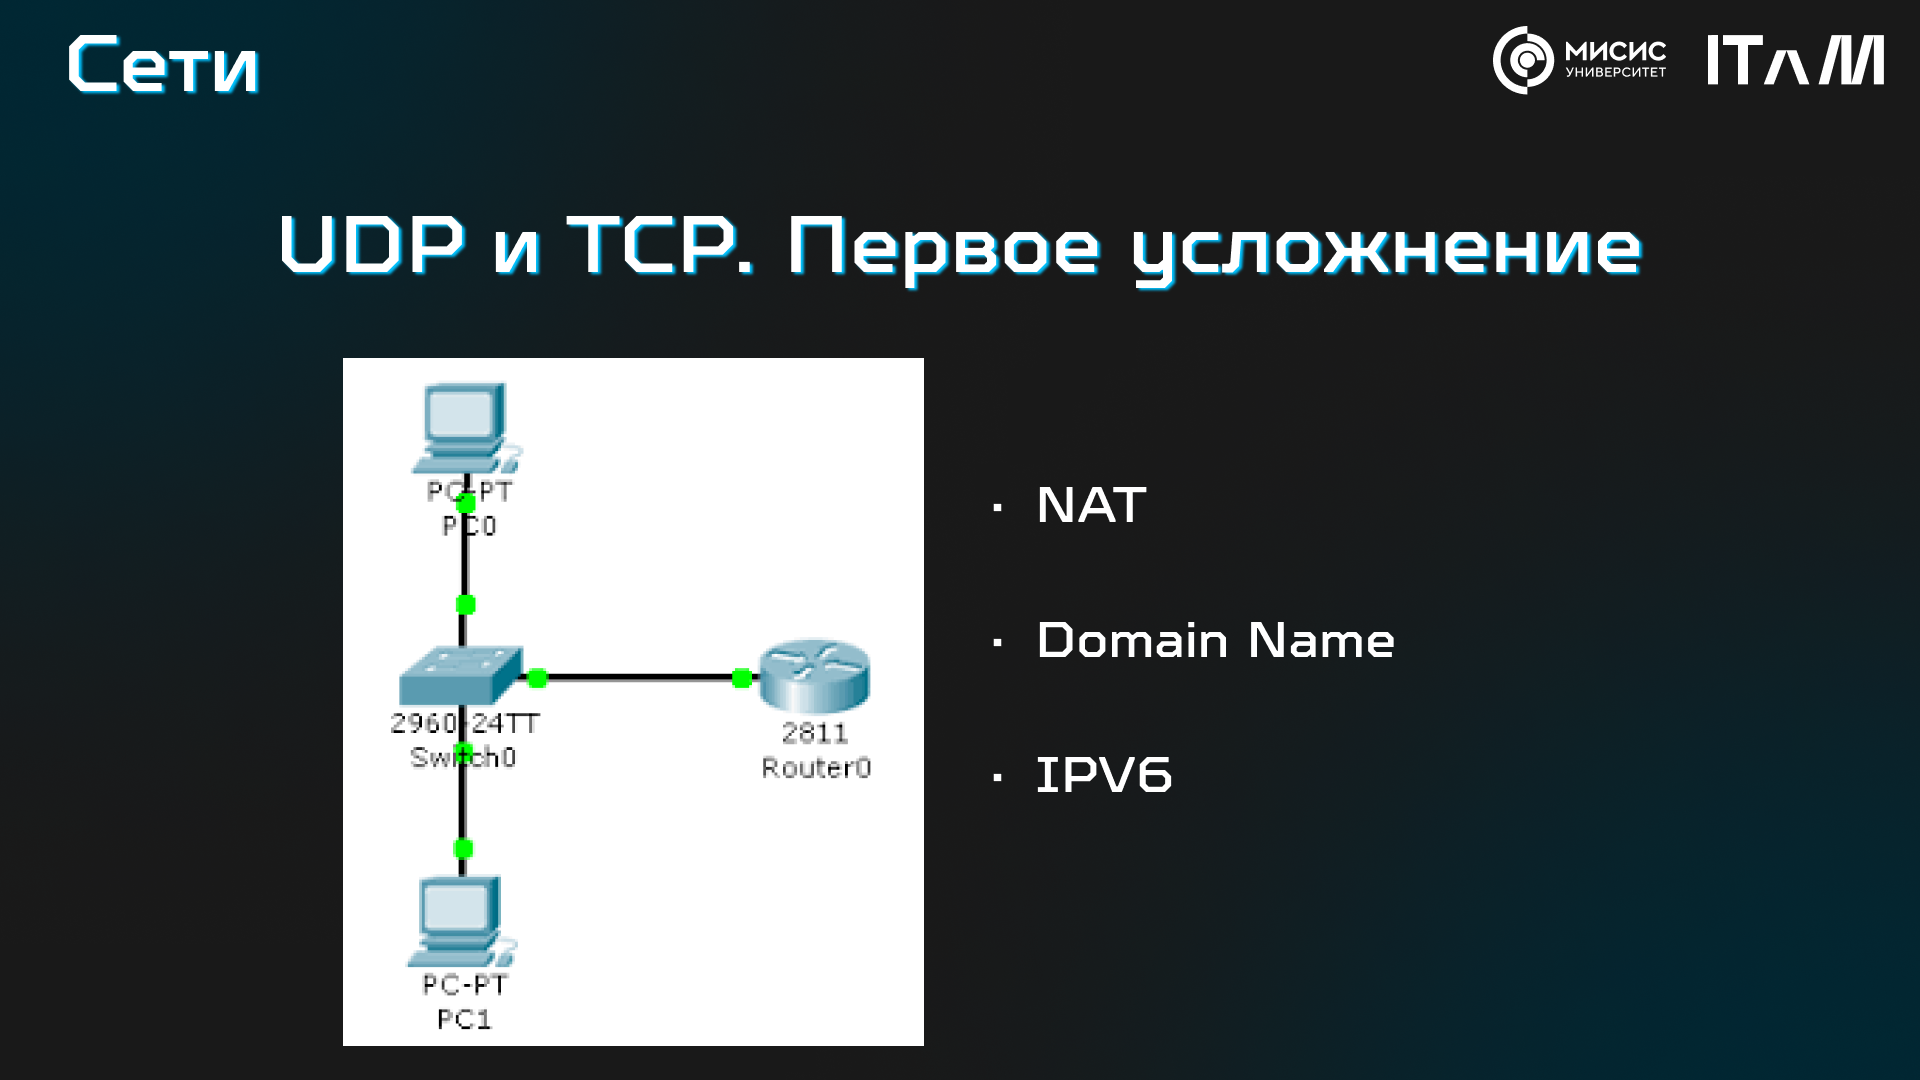 Сети
МИСИС
УНИВЕРСИТЕТ
ITAM
UDP и TCP. Первое усложнение
PC-PT
PC0
2960-24TT
Switch0
2811
Router0
PC-PT
PC1
· NAT
· Domain Name
· IPV6